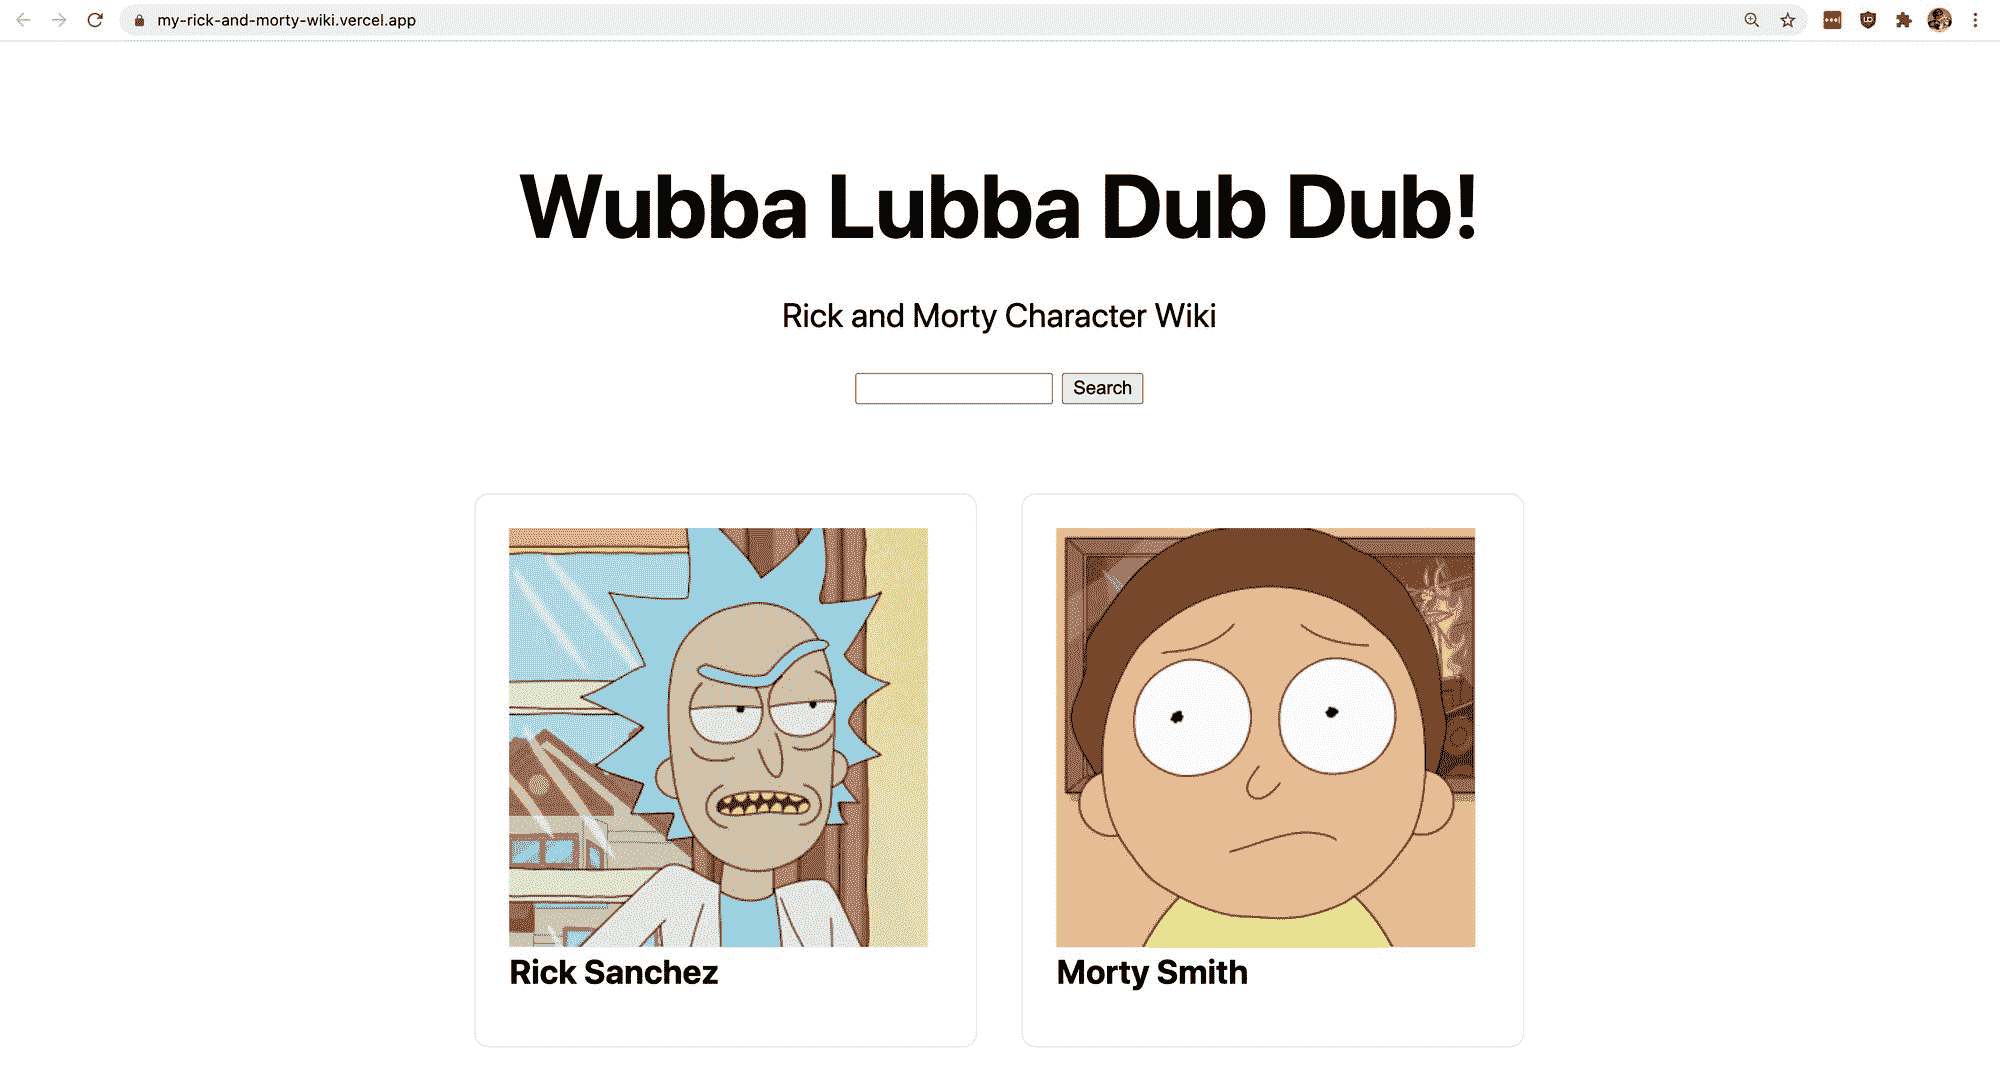 my-rick-and-morty-wiki.vercel.app
Wubba Lubba Dub Dub!
Rick and Morty Character Wiki
Search
Rick Sanchez
Morty Smith